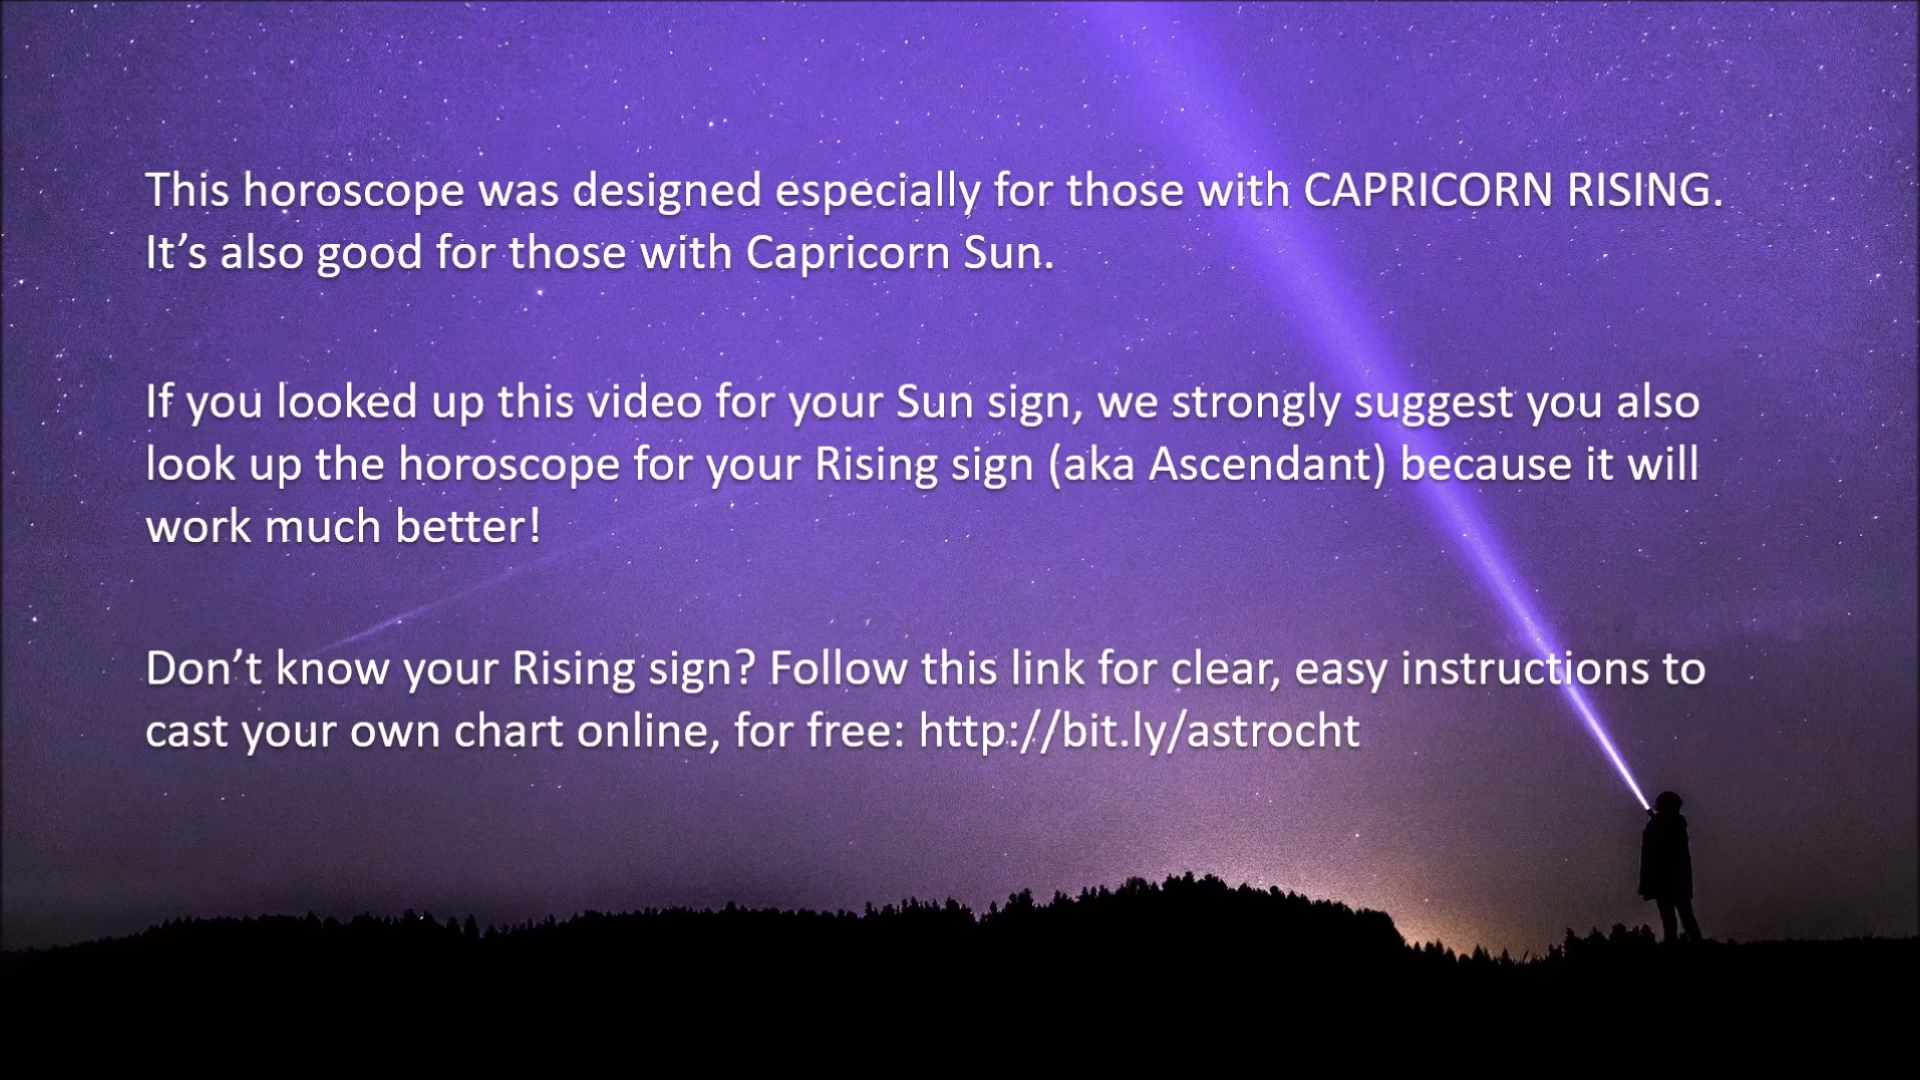 This horoscope was designed especially for those with CAPRICORN RISING.
It’s also good for those with Capricorn Sun.
If you looked up this video for your Sun sign, we strongly suggest you also
look up the horoscope for your Rising sign (aka Ascendant) because it will
work much better!
Don’t know your Rising sign? Follow this link for clear, easy instructions to
cast your own chart online, for free: http://bit.ly/astrocht